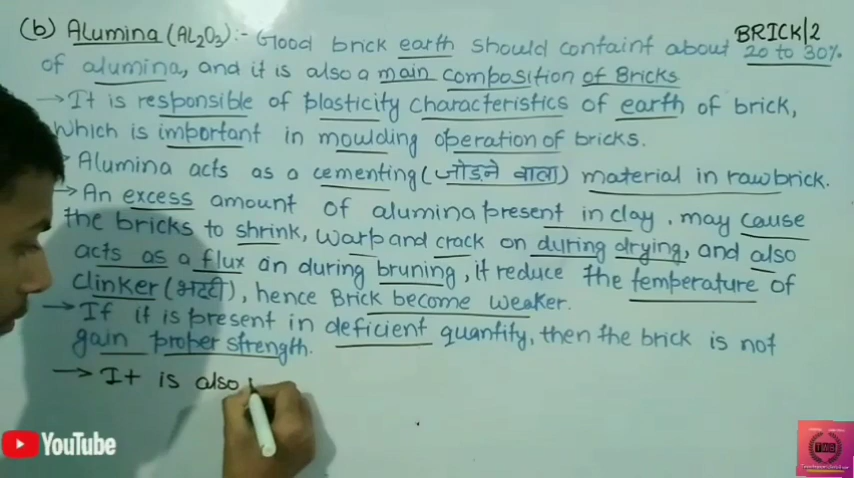 BRICK|2
(b) Alumina (AL2O3):- Good brick earth should containt about 20 to 30%
of alumina, and it is also a main composition of Bricks
→ It is responsible of plasticity characteristics of earth of brick,
Which is important in moulding operation of bricks.
Alumina acts as a cementing (जोड़ने वाला) material in raw brick.
→ An excess amount of alumina present in clay, may cause
the bricks to shrink, warp and crack on during drying, and also
acts as a flux on during bruning, it reduce the temperature of
clinker (भट्टी), hence Brick become weaker.
→ If it is present in deficient quantity, then the brick is not
gain proper strength.
→ It is also
YouTube
TWB